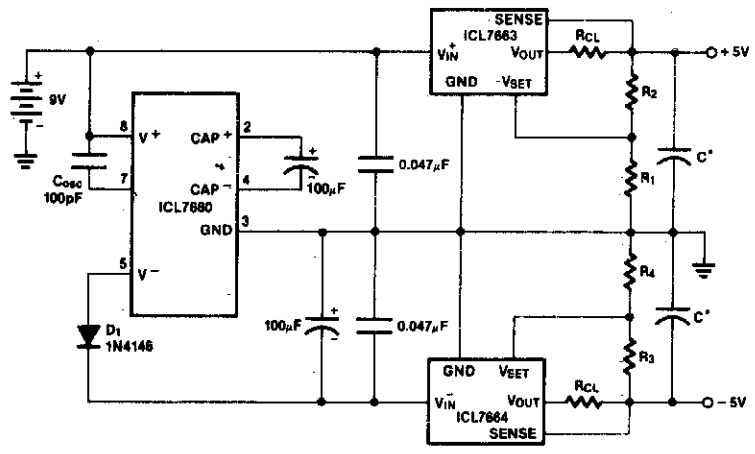 SENSE
ICL7663
V+IN
VOUT
RCL
+5V
GND
VSET
R2
+
9V
-
8 V+
CAP+ 2
+
-
100µF
0.047µF
R1
C*
COSC
100pF
7
CAP- 4
ICL7660
GND 3
5 V-
R4
+
100µF
-
0.047µF
C*
D1
1N4148
R3
GND
VSET
V-IN
VOUT
RCL
-5V
ICL7664
SENSE